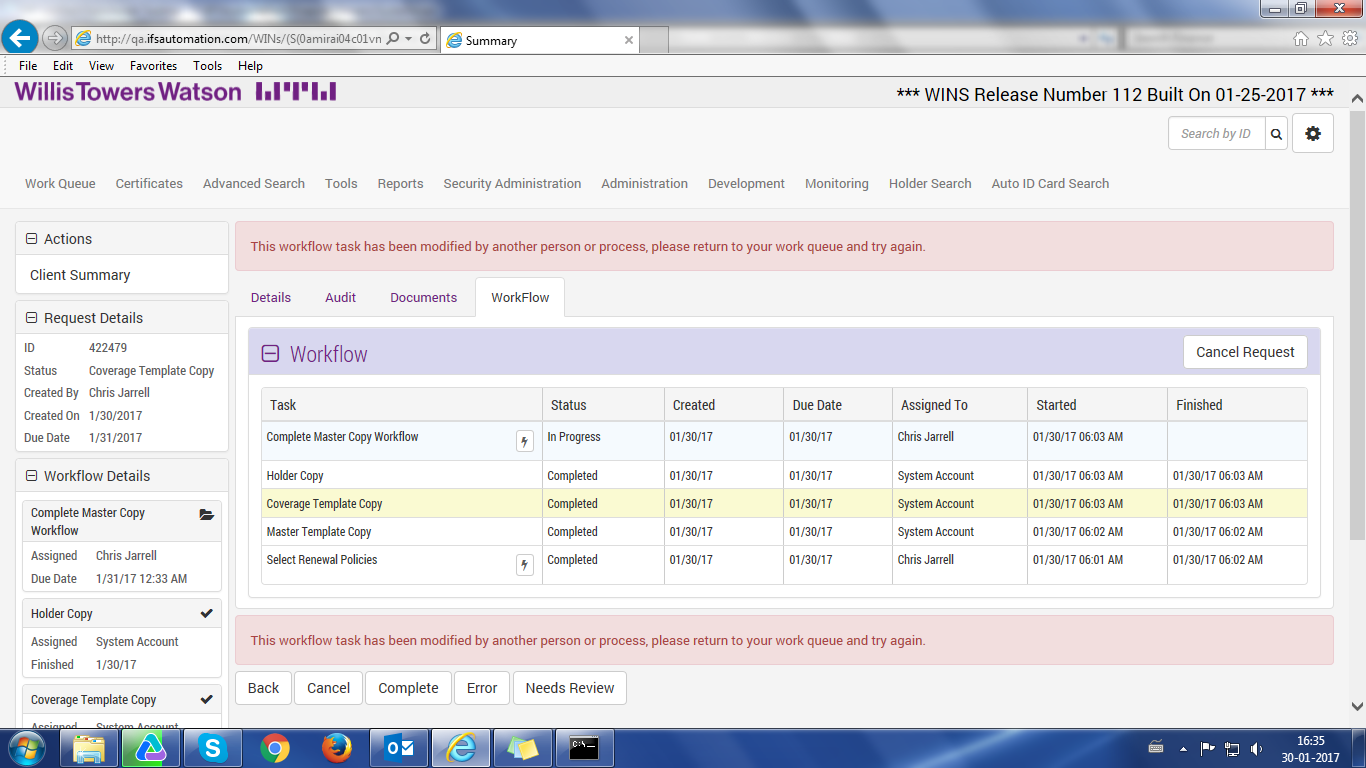 http://qa.ifsautomation.com/WINs/(S(0amirai04c01vn
Summary
File Edit View Favorites Tools Help
WillisTowersWatson
*** WINS Release Number 112 Built On 01-25-2017 ***
Search by ID
Work Queue Certificates Advanced Search Tools Reports Security Administration Administration Development Monitoring Holder Search Auto ID Card Search
Actions
Client Summary
Request Details
ID 422479
Status Coverage Template Copy
Created By Chris Jarrell
Created On 1/30/2017
Due Date 1/31/2017
Workflow Details
Complete Master Copy
Workflow
Assigned Chris Jarrell
Due Date 1/31/17 12:33 AM
Holder Copy
Assigned System Account
Finished 1/30/17
Coverage Template Copy
Assigned System Account
This workflow task has been modified by another person or process, please return to your work queue and try again.
Details Audit Documents WorkFlow
Workflow
Cancel Request
Task Status Created Due Date Assigned To Started Finished
Complete Master Copy Workflow In Progress 01/30/17 01/30/17 Chris Jarrell 01/30/17 06:03 AM
Holder Copy Completed 01/30/17 01/30/17 System Account 01/30/17 06:03 AM 01/30/17 06:03 AM
Coverage Template Copy Completed 01/30/17 01/30/17 System Account 01/30/17 06:03 AM 01/30/17 06:03 AM
Master Template Copy Completed 01/30/17 01/30/17 System Account 01/30/17 06:02 AM 01/30/17 06:02 AM
Select Renewal Policies Completed 01/30/17 01/30/17 Chris Jarrell 01/30/17 06:01 AM 01/30/17 06:02 AM
This workflow task has been modified by another person or process, please return to your work queue and try again.
Back Cancel Complete Error Needs Review
16:35
30-01-2017